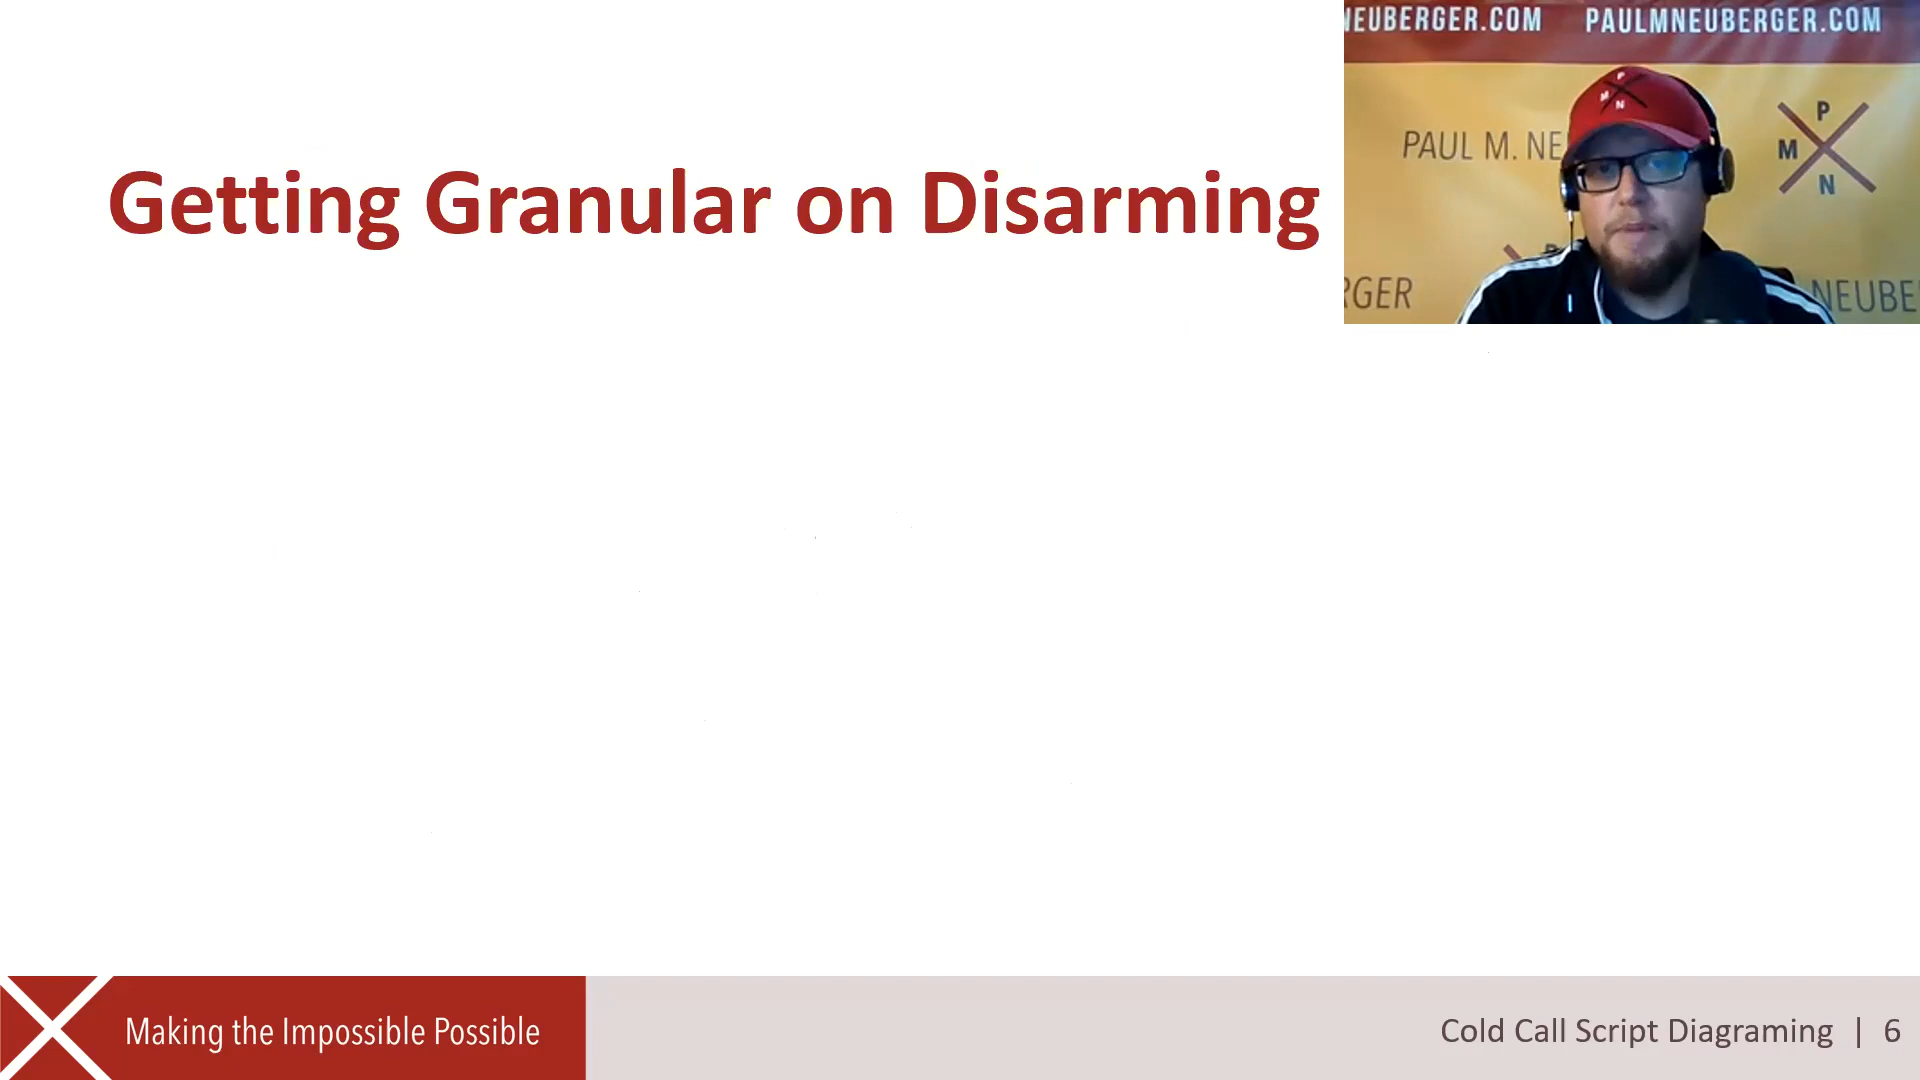 NEUBERGER.COM PAULMNEUBERGER.COM
PAUL M. NE
P
M
N
P
M
N
P
RGER
NEUBE
Getting Granular on Disarming
Making the Impossible Possible
Cold Call Script Diagraming | 6